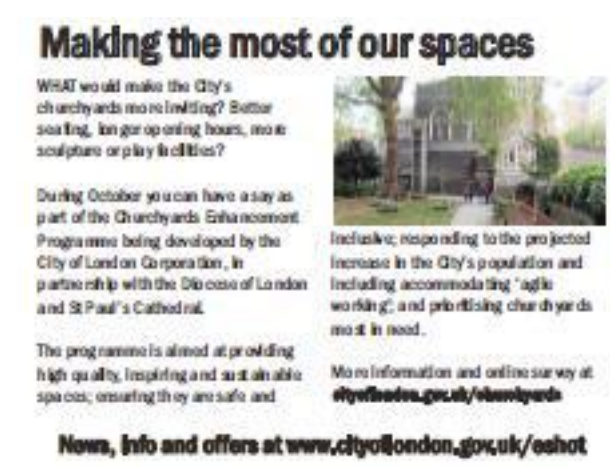 Making the most of our spaces
WHAT would make the City's
churchyards more inviting? Better
seating, longer opening hours, more
sculpture or play facilities?
During October you can have a say as
part of the Churchyards Enhancement
Programme being developed by the
City of London Corporation, in
partnership with the Diocese of London
and St Paul's Cathedral.
The programme is aimed at providing
high quality, inspiring and sustainable
spaces; ensuring they are safe and
inclusive; responding to the projected
increase in the City's population and
including accommodating 'agile
working'; and prioritising churchyards
most in need.
More information and online survey at
cityoflondon.gov.uk/churchyards
News, info and offers at www.cityoflondon.gov.uk/eshot